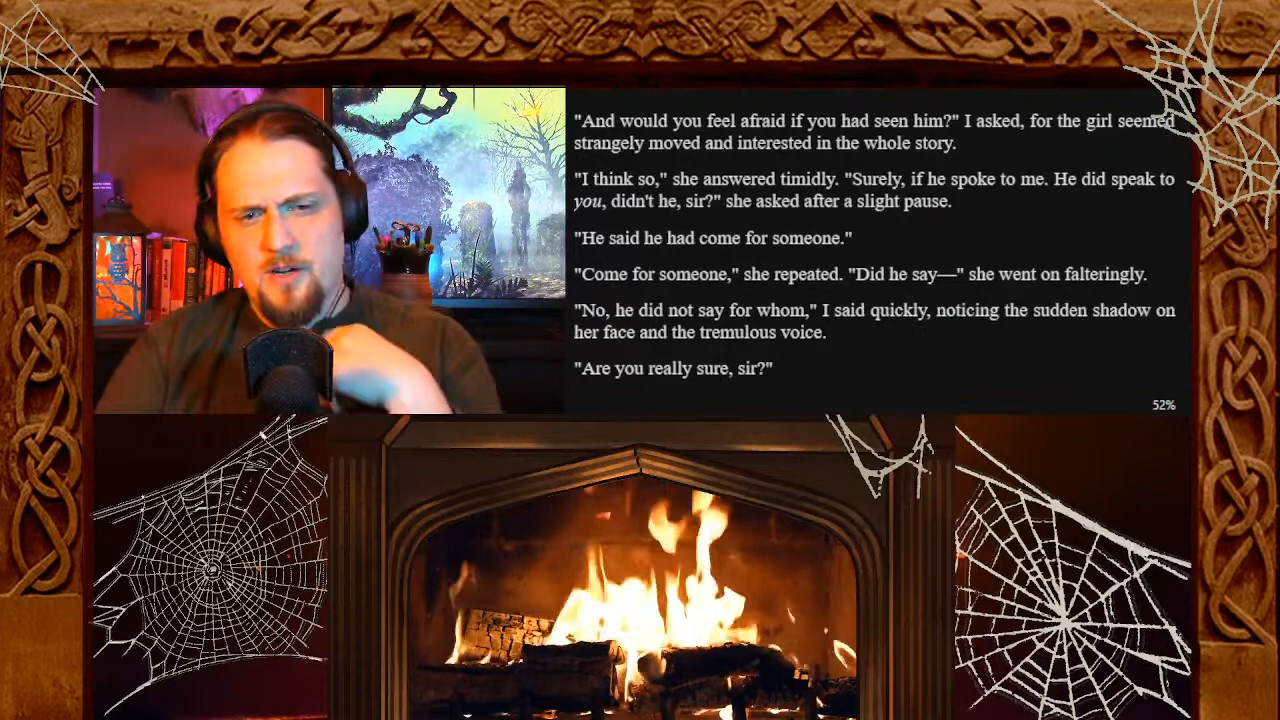 "And would you feel afraid if you had seen him?" I asked, for the girl seemed
strangely moved and interested in the whole story.
"I think so," she answered timidly. "Surely, if he spoke to me. He did speak to
you, didn't he, sir?" she asked after a slight pause.
"He said he had come for someone."
"Come for someone," she repeated. "Did he say—" she went on falteringly.
"No, he did not say for whom," I said quickly, noticing the sudden shadow on
her face and the tremulous voice.
"Are you really sure, sir?"
52%